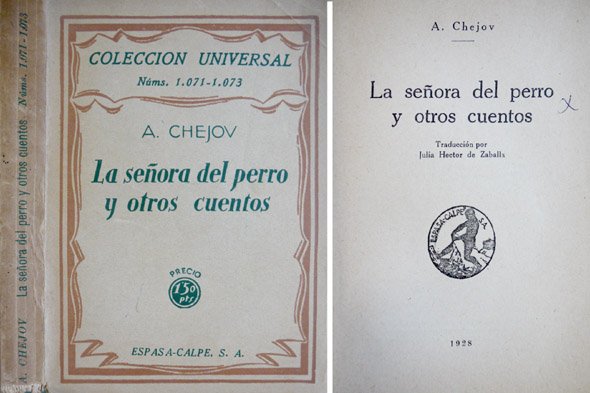 A. CHEJOV La señora del perro y otros cuentos Núms. 1.071-1.073
COLECCION UNIVERSAL
Núms. 1.071-1.073
A. CHEJOV
La señora del perro
y otros cuentos
PRECIO
1'50
pts
ESPASA-CALPE, S. A.
A. Chejov
La señora del perro
y otros cuentos
Traducción por
Julia Hector de Zaballa
ESPASA-CALPE S.A.
1928